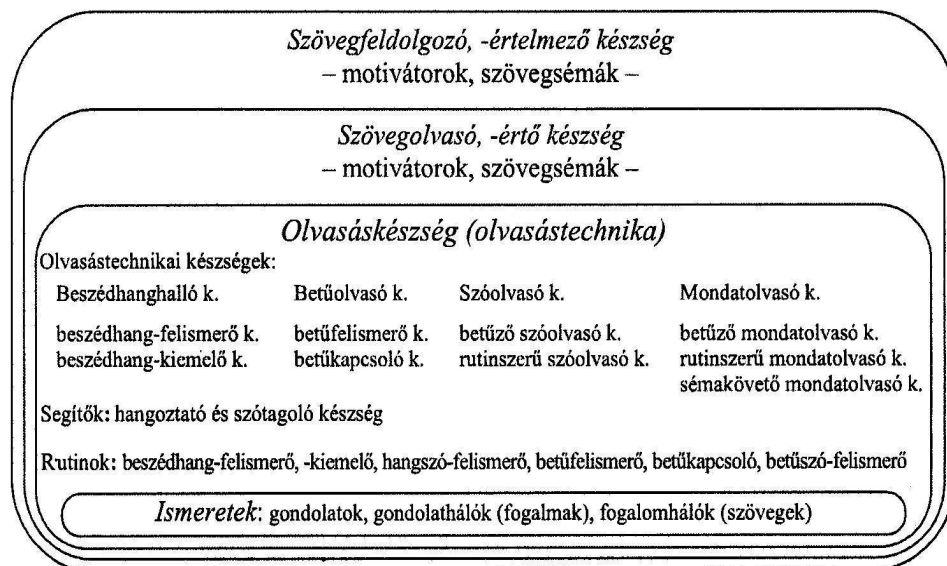 Szövegfeldolgozó, -értelmező készség
– motivátorok, szövegsémák –
Szövegolvasó, -értő készség
– motivátorok, szövegsémák –
Olvasáskészség (olvasástechnika)
Olvasástechnikai készségek:
Beszédhanghalló k. Betűolvasó k. Szóolvasó k. Mondatolvasó k.
beszédhang-felismerő k. betűfelismerő k. betűző szóolvasó k. betűző mondatolvasó k.
beszédhang-kiemelő k. betűkapcsoló k. rutinszerű szóolvasó k. rutinszerű mondatolvasó k.
sémakövető mondatolvasó k.
Segítők: hangoztató és szótagoló készség
Rutinok: beszédhang-felismerő, -kiemelő, hangszó-felismerő, betűfelismerő, betűkapcsoló, betűszó-felismerő
Ismeretek: gondolatok, gondolathálók (fogalmak), fogalomhálók (szövegek)